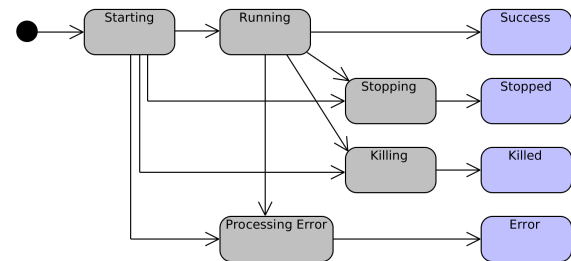 Starting
Running
Success
Stopping
Stopped
Killing
Killed
Processing Error
Error